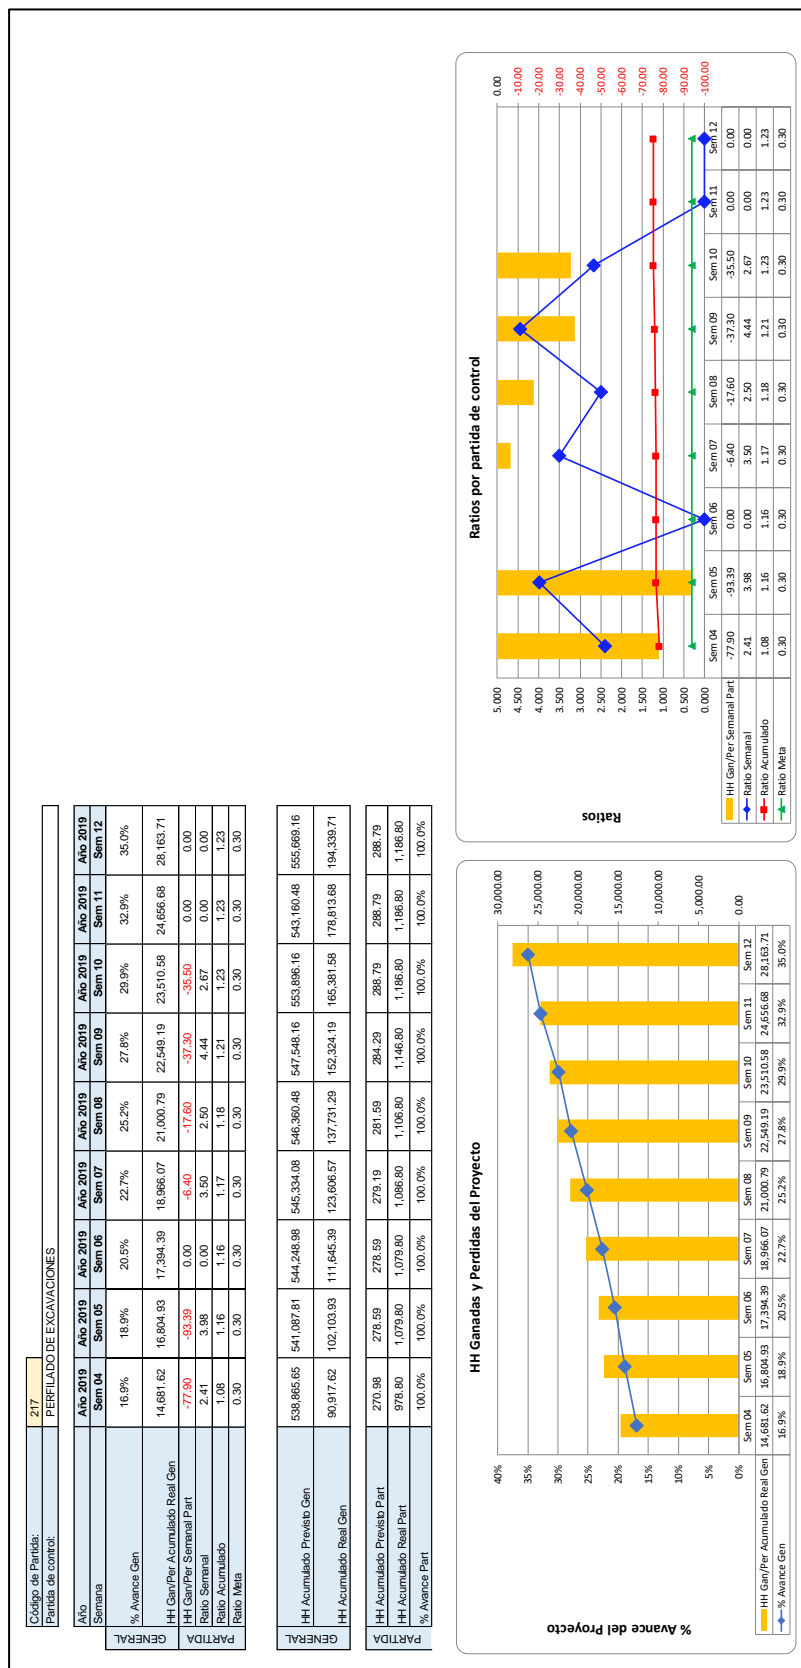 Código de Partida: 217
Partida de control: PERFILADO DE EXCAVACIONES
Año Año 2019 Año 2019 Año 2019 Año 2019 Año 2019 Año 2019 Año 2019 Año 2019 Año 2019
Semana Sem 04 Sem 05 Sem 06 Sem 07 Sem 08 Sem 09 Sem 10 Sem 11 Sem 12
GENERAL
% Avance Gen 16.9% 18.9% 20.5% 22.7% 25.2% 27.8% 29.9% 32.9% 35.0%
HH Gan/Per Acumulado Real Gen 14,681.62 16,804.93 17,394.39 18,966.07 21,000.79 22,549.19 23,510.58 24,656.68 28,163.71
PARTIDA
HH Gan/Per Semanal Part -77.90 -93.39 0.00 -6.40 -17.60 -37.30 -35.50 0.00 0.00
Ratio Semanal 2.41 3.98 0.00 3.50 2.50 4.44 2.67 0.00 0.00
Ratio Acumulado 1.08 1.16 1.16 1.17 1.18 1.21 1.23 1.23 1.23
Ratio Meta 0.30 0.30 0.30 0.30 0.30 0.30 0.30 0.30 0.30
GENERAL
HH Acumulado Previsto Gen 538,865.65 541,087.81 544,248.98 545,334.08 546,360.48 547,548.16 553,896.16 543,160.48 555,669.16
HH Acumulado Real Gen 90,917.62 102,103.93 111,645.39 123,606.57 137,731.29 152,324.19 165,381.58 178,813.68 194,339.71
PARTIDA
HH Acumulado Previsto Part 270.98 278.59 278.59 279.19 281.59 284.29 288.79 288.79 288.79
HH Acumulado Real Part 978.80 1,079.80 1,079.80 1,086.80 1,106.80 1,146.80 1,186.80 1,186.80 1,186.80
% Avance Part 100.0% 100.0% 100.0% 100.0% 100.0% 100.0% 100.0% 100.0% 100.0%
HH Ganadas y Perdidas del Proyecto
% Avance del Proyecto
40%
35%
30%
25%
20%
15%
10%
5%
0%
30,000.00
25,000.00
20,000.00
15,000.00
10,000.00
5,000.00
0.00
Sem 04 Sem 05 Sem 06 Sem 07 Sem 08 Sem 09 Sem 10 Sem 11 Sem 12
HH Gan/Per Acumulado Real Gen 14,681.62 16,804.93 17,394.39 18,966.07 21,000.79 22,549.19 23,510.58 24,656.68 28,163.71
% Avance Gen 16.9% 18.9% 20.5% 22.7% 25.2% 27.8% 29.9% 32.9% 35.0%
Ratios por partida de control
Ratios
5.000
4.500
4.000
3.500
3.000
2.500
2.000
1.500
1.000
0.500
0.000
0.00
-10.00
-20.00
-30.00
-40.00
-50.00
-60.00
-70.00
-80.00
-90.00
-100.00
Sem 04 Sem 05 Sem 06 Sem 07 Sem 08 Sem 09 Sem 10 Sem 11 Sem 12
HH Gan/Per Semanal Part -77.90 -93.39 0.00 -6.40 -17.60 -37.30 -35.50 0.00 0.00
Ratio Semanal 2.41 3.98 0.00 3.50 2.50 4.44 2.67 0.00 0.00
Ratio Acumulado 1.08 1.16 1.16 1.17 1.18 1.21 1.23 1.23 1.23
Ratio Meta 0.30 0.30 0.30 0.30 0.30 0.30 0.30 0.30 0.30